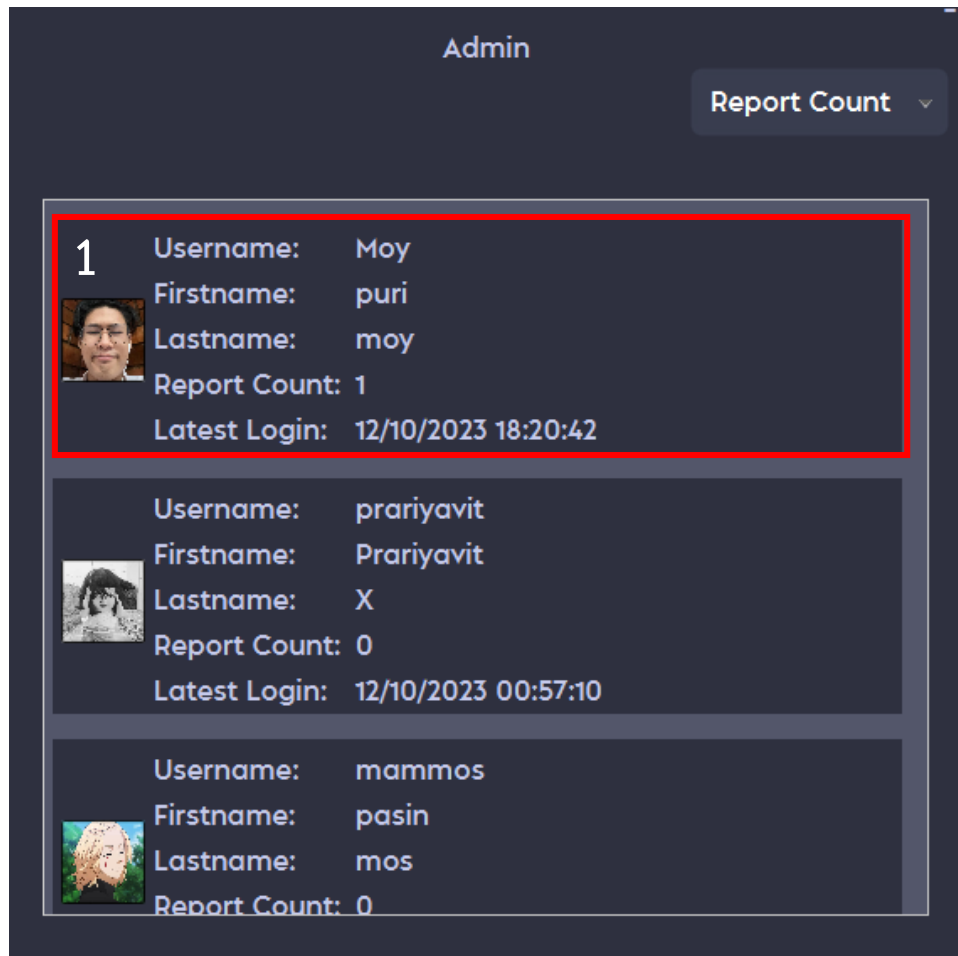 Admin
Report Count
1
Username: Moy
Firstname: puri
Lastname: moy
Report Count: 1
Latest Login: 12/10/2023 18:20:42
Username: prariyavit
Firstname: Prariyavit
Lastname: X
Report Count: 0
Latest Login: 12/10/2023 00:57:10
Username: mammos
Firstname: pasin
Lastname: mos
Report Count: 0